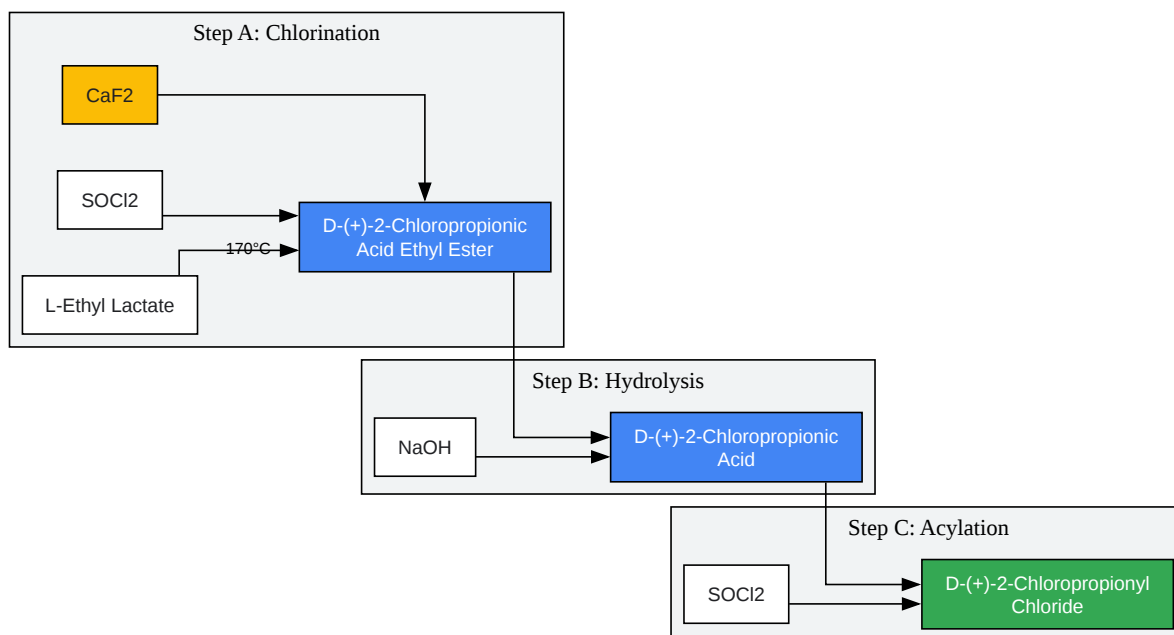 Step A: Chlorination
CaF2
SOCl2
D-(+)-2-Chloropropionic
Acid Ethyl Ester
170°C
L-Ethyl Lactate
Step B: Hydrolysis
NaOH
D-(+)-2-Chloropropionic
Acid
Step C: Acylation
SOCl2
D-(+)-2-Chloropropionyl
Chloride